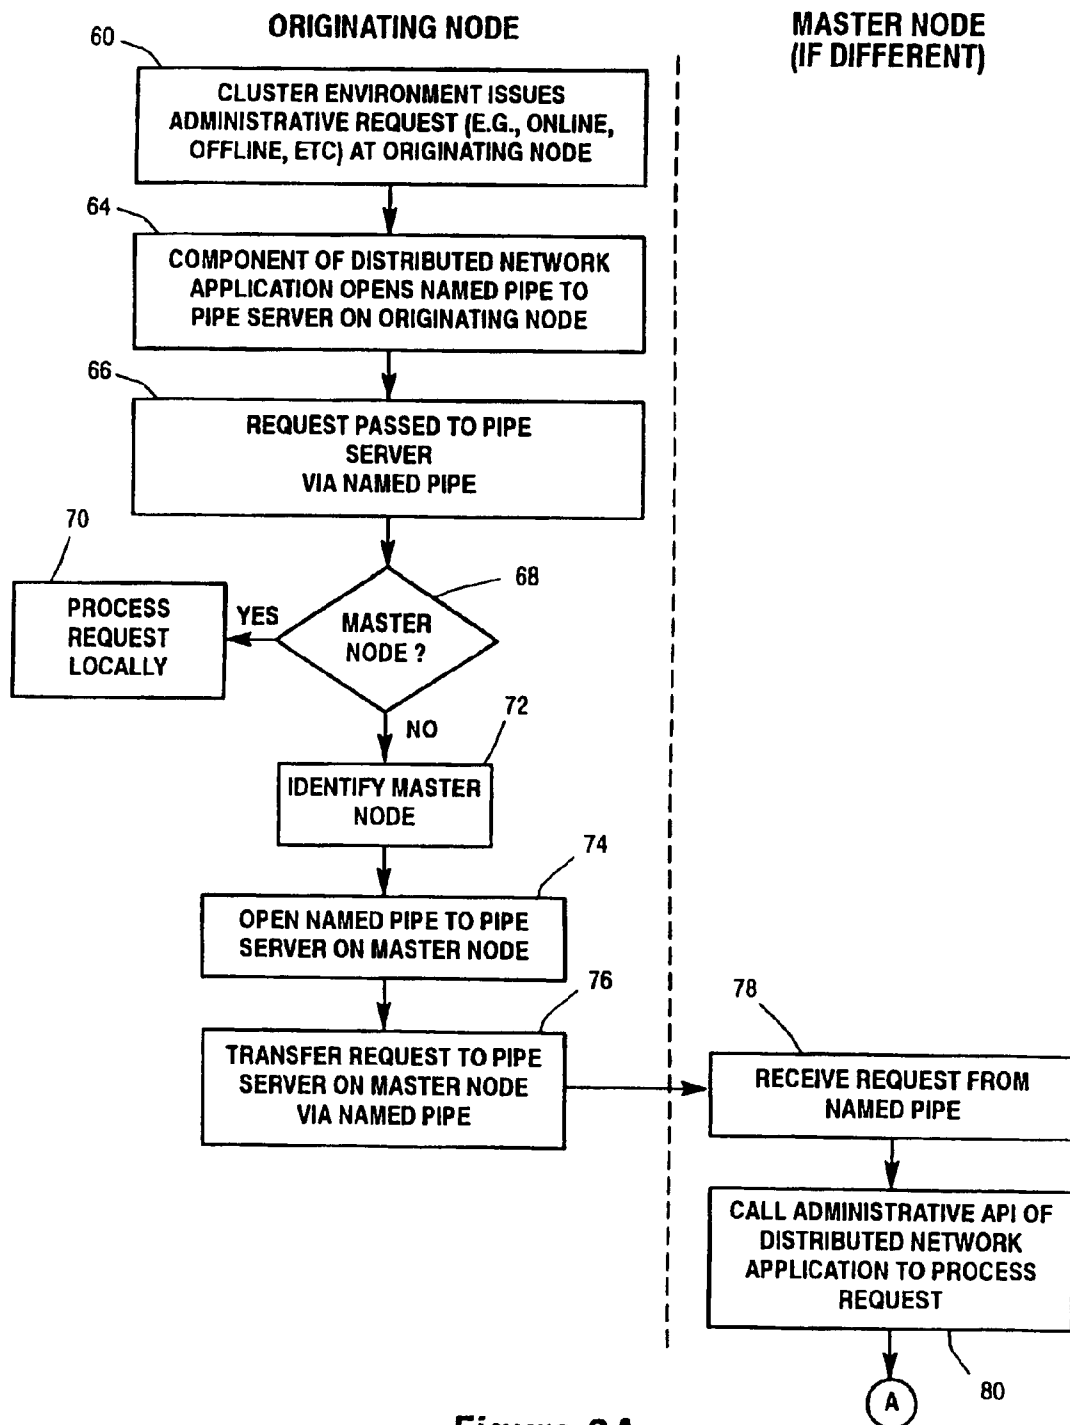 ORIGINATING NODE
MASTER NODE
(IF DIFFERENT)
60
CLUSTER ENVIRONMENT ISSUES
ADMINISTRATIVE REQUEST (E.G., ONLINE,
OFFLINE, ETC) AT ORIGINATING NODE
64
COMPONENT OF DISTRIBUTED NETWORK
APPLICATION OPENS NAMED PIPE TO
PIPE SERVER ON ORIGINATING NODE
66
REQUEST PASSED TO PIPE
SERVER
VIA NAMED PIPE
70
PROCESS
REQUEST
LOCALLY
YES
68
MASTER
NODE ?
NO
72
IDENTIFY MASTER
NODE
74
OPEN NAMED PIPE TO PIPE
SERVER ON MASTER NODE
76
TRANSFER REQUEST TO PIPE
SERVER ON MASTER NODE
VIA NAMED PIPE
78
RECEIVE REQUEST FROM
NAMED PIPE
CALL ADMINISTRATIVE API OF
DISTRIBUTED NETWORK
APPLICATION TO PROCESS
REQUEST
80
A
Figure